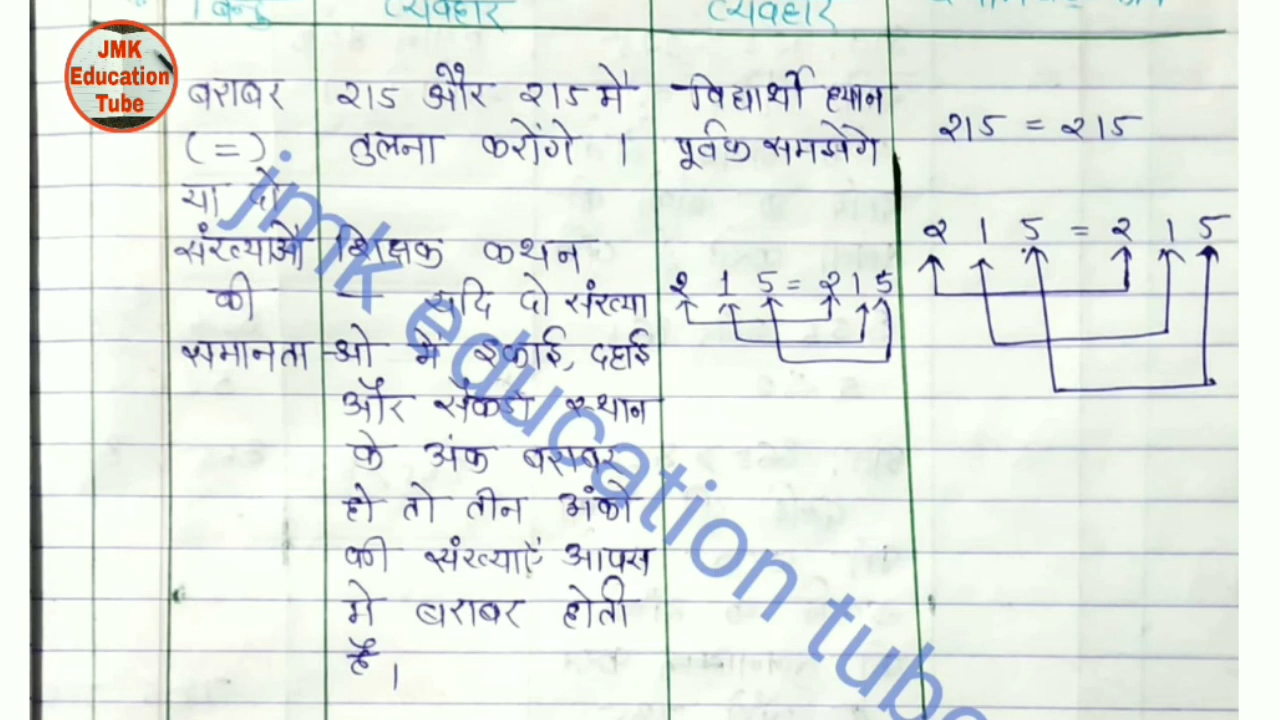 बिन्दु व्यवहार व्यवहार
JMK
Education
Tube
बराबर
(=)
या दो
संख्याओं
की
समानता
215 और 215 में
तुलना करोंगे ।
शिक्षक कथन
— यदि दो संख्या
-ओ में इकाई, दहाई
और सैकडा स्थान
के अंक बराबर
हो तो तीन अंको
की संख्याएँ आपस
मे बराबर होती
है।
विद्यार्थी ध्यान
पूर्वक समझेगे
2 1 5 = 2 1 5
215 = 215
2 1 5 = 2 1 5
jmk education tube